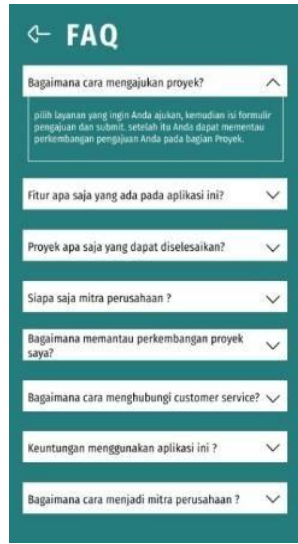 FAQ
Bagaimana cara mengajukan proyek?
pilih layanan yang ingin Anda ajukan, kemudian isi formulir
pengajuan dan submit. setelah itu Anda dapat mementau
perkembangan pengajuan Anda pada bagian Proyek.
Fitur apa saja yang ada pada aplikasi ini?
Proyek apa saja yang dapat diselesaikan?
Siapa saja mitra perusahaan ?
Bagaimana memantau perkembangan proyek
saya?
Bagaimana cara menghubungi customer service?
Keuntungan menggunakan aplikasi ini ?
Bagaimana cara menjadi mitra perusahaan ?